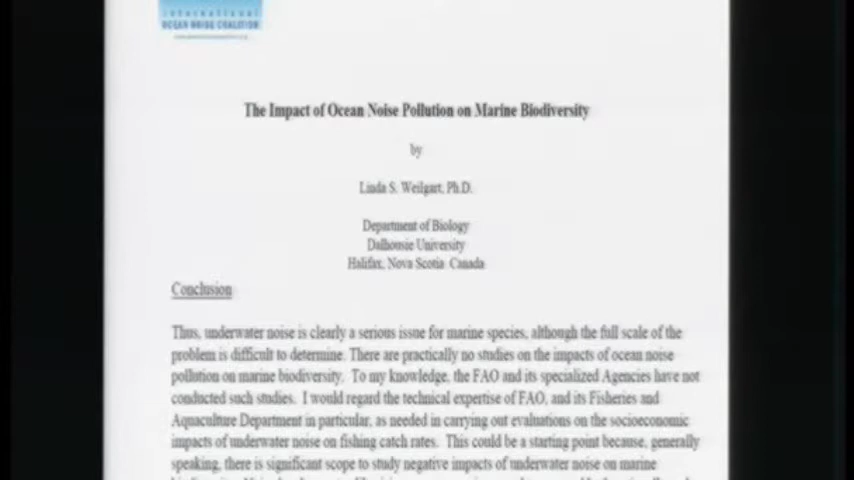 international
OCEAN NOISE COALITION
The Impact of Ocean Noise Pollution on Marine Biodiversity
by
Linda S. Weilgart, Ph.D.
Department of Biology
Dalhousie University
Halifax, Nova Scotia Canada
Conclusion
Thus, underwater noise is clearly a serious issue for marine species, although the full scale of the
problem is difficult to determine. There are practically no studies on the impacts of ocean noise
pollution on marine biodiversity. To my knowledge, the FAO and its specialized Agencies have not
conducted such studies. I would regard the technical expertise of FAO, and its Fisheries and
Aquaculture Department in particular, as needed in carrying out evaluations on the socioeconomic
impacts of underwater noise on fishing catch rates. This could be a starting point because, generally
speaking, there is significant scope to study negative impacts of underwater noise on marine